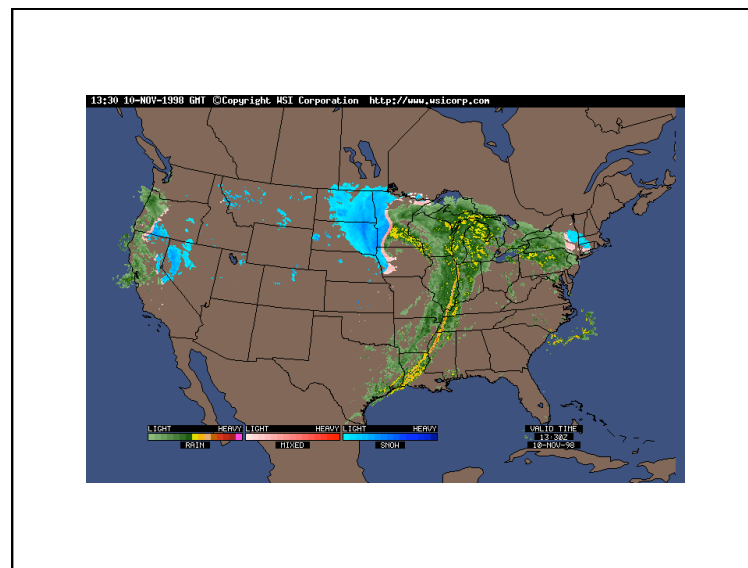 13:30 10-NOV-1998 GMT ©Copyright WSI Corporation http://www.wsicorp.com
LIGHT HEAVY LIGHT HEAVY LIGHT HEAVY
RAIN MIXED SNOW
VALID TIME
13:30Z
10-NOV-98